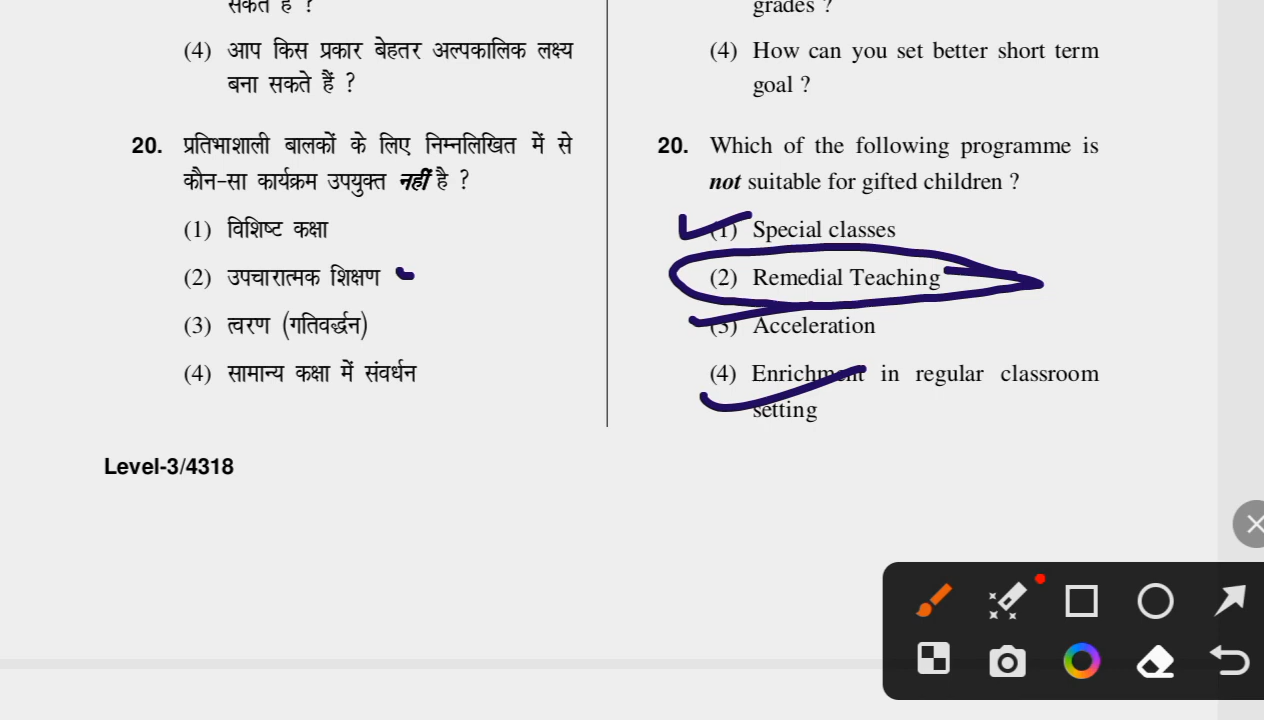 सकते हैं ?
(4) आप किस प्रकार बेहतर अल्पकालिक लक्ष्य
बना सकते हैं ?
20. प्रतिभाशाली बालकों के लिए निम्नलिखित में से
कौन-सा कार्यक्रम उपयुक्त नहीं है ?
(1) विशिष्ट कक्षा
(2) उपचारात्मक शिक्षण
(3) त्वरण (गतिवर्द्धन)
(4) सामान्य कक्षा में संवर्धन
grades ?
(4) How can you set better short term
goal ?
20. Which of the following programme is
not suitable for gifted children ?
(1) Special classes
(2) Remedial Teaching
(3) Acceleration
(4) Enrichment in regular classroom
setting
Level-3/4318